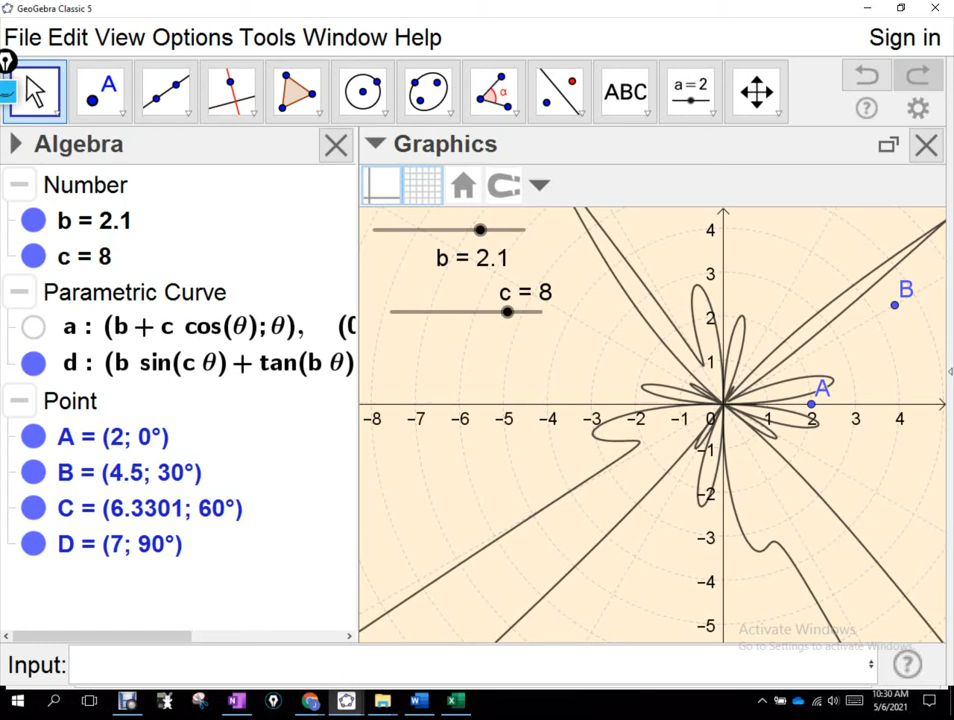 GeoGebra Classic 5
File Edit View Options Tools Window Help Sign in
A α ABC a=2
Algebra
Graphics
Number
b = 2.1
c = 8
Parametric Curve
a : (b + c cos(θ); θ), (0
d : (b sin(c θ) + tan(b θ)
Point
A = (2; 0°)
B = (4.5; 30°)
C = (6.3301; 60°)
D = (7; 90°)
b = 2.1
c = 8
4
3
2
1
B
A
-8 -7 -6 -5 -4 -3 -2 -1 0 1 2 3 4
-1
-2
-3
-4
-5
Activate Windows
Go to Settings to activate Windows.
Input:
10:30 AM
5/6/2021